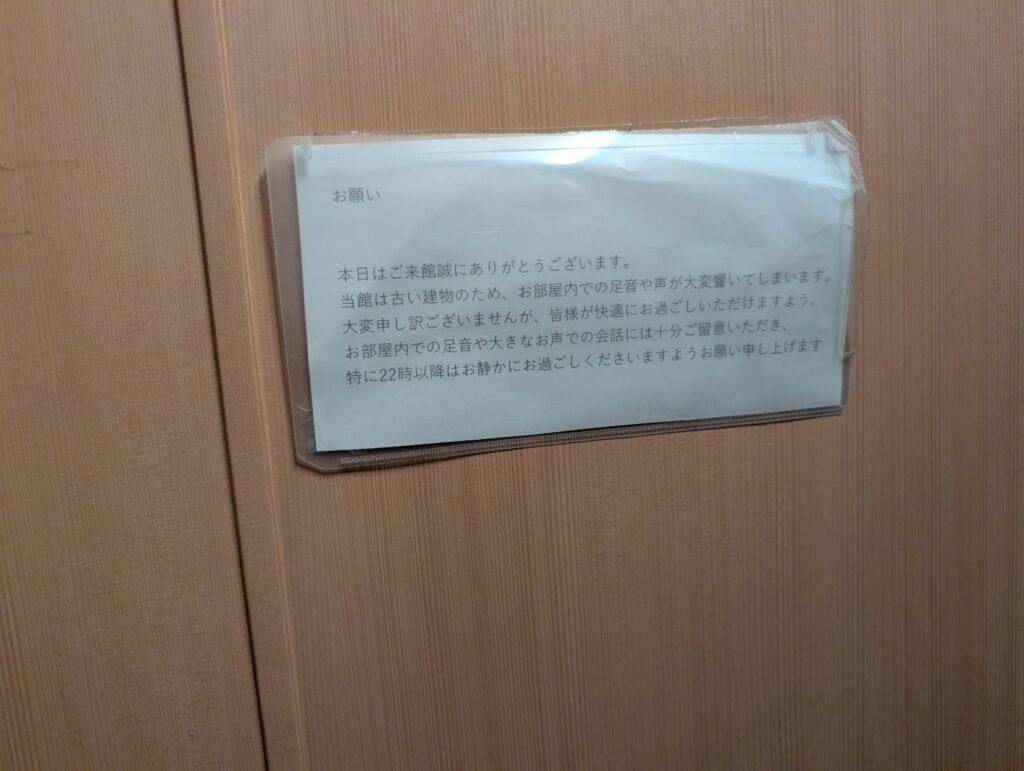 お願い
本日はご来館誠にありがとうございます。
当館は古い建物のため、お部屋内での足音や声が大変響いてしまいます。
大変申し訳ございませんが、皆様が快適にお過ごしいただけますよう、
お部屋内での足音や大きなお声での会話には十分ご留意いただき、
特に22時以降はお静かにお過ごしくださいますようお願い申し上げます